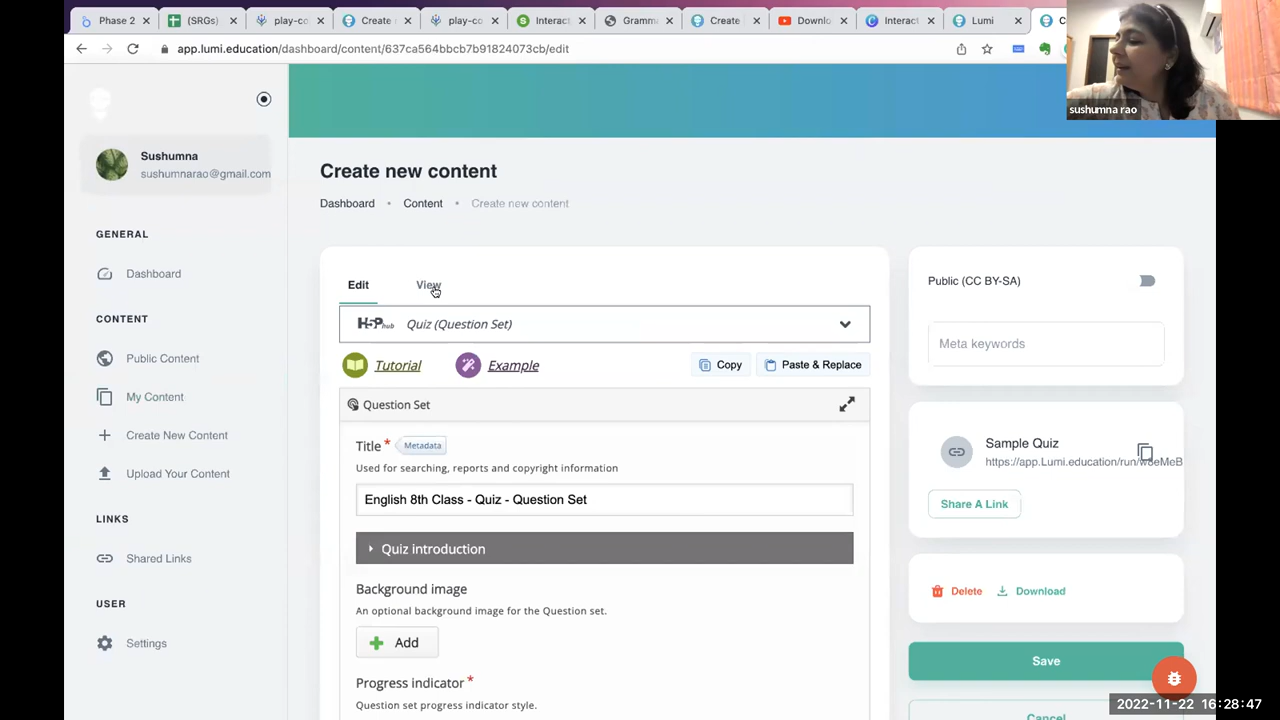 Phase 2
(SRGs)
play-co
Create
play-co
Interact
Gramma
Create
Downlo
Interact
Lumi
app.lumi.education/dashboard/content/637ca564bbcb7b91824073cb/edit
sushumna rao
Sushumna
sushumnarao@gmail.com
GENERAL
Dashboard
CONTENT
Public Content
My Content
Create New Content
Upload Your Content
LINKS
Shared Links
USER
Settings
Create new content
Dashboard • Content • Create new content
Edit View
H5P hub Quiz (Question Set)
Tutorial Example Copy Paste & Replace
Question Set
Title * Metadata
Used for searching, reports and copyright information
English 8th Class - Quiz - Question Set
Quiz introduction
Background image
An optional background image for the Question set.
Add
Progress indicator *
Question set progress indicator style.
Public (CC BY-SA)
Meta keywords
Sample Quiz
https://app.Lumi.education/run/w8eMeB
Share A Link
Delete Download
Save
Cancel
2022-11-22 16:28:47